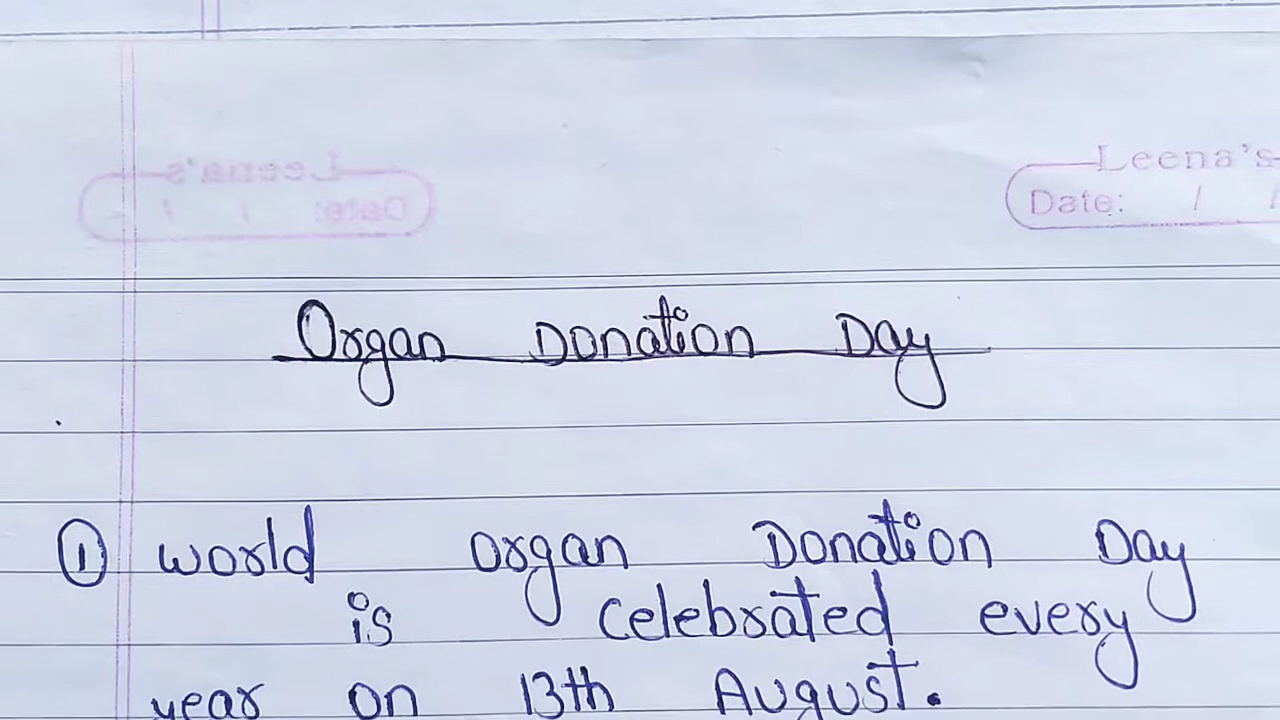 Leena's
Date: / /
Organ Donation Day
① world organ Donation Day
is celebrated every
year on 13th August.